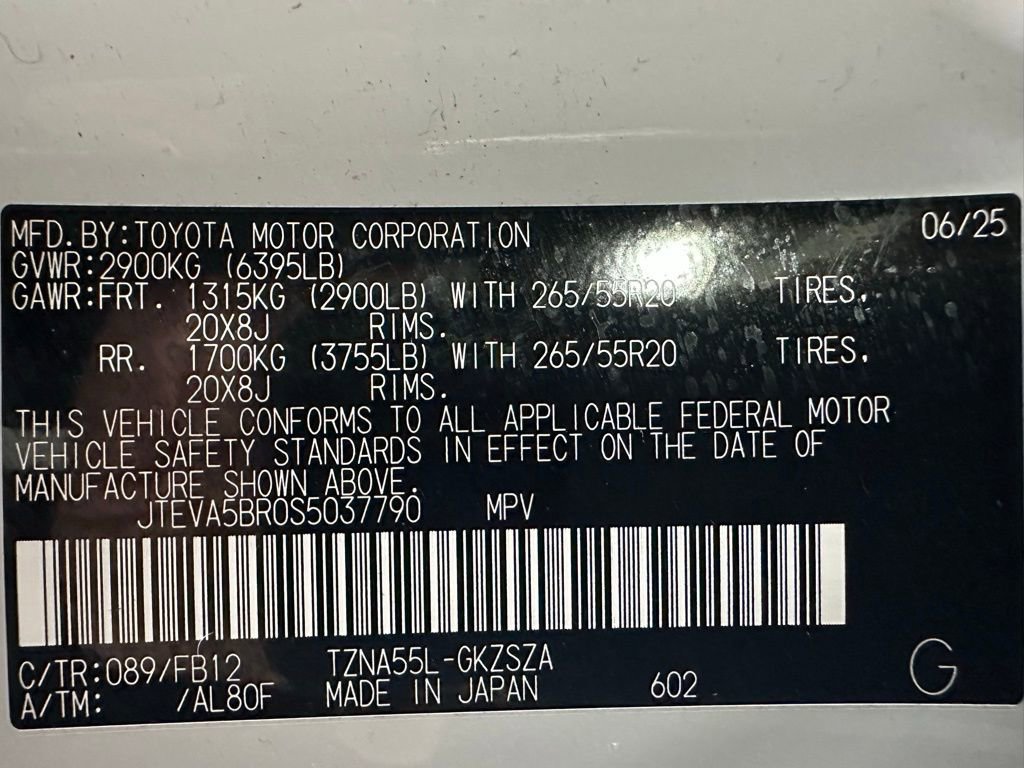 MFD. BY: TOYOTA MOTOR CORPORATION 06/25
GVWR: 2900KG (6395LB)
GAWR: FRT. 1315KG (2900LB) WITH 265/55R20 TIRES,
20X8J RIMS.
RR. 1700KG (3755LB) WITH 265/55R20 TIRES,
20X8J RIMS.
THIS VEHICLE CONFORMS TO ALL APPLICABLE FEDERAL MOTOR
VEHICLE SAFETY STANDARDS IN EFFECT ON THE DATE OF
MANUFACTURE SHOWN ABOVE.
JTEVA5BR0S5037790 MPV
C/TR: 089/FB12 TZNA55L-GKZSZA
A/TM: /AL80F MADE IN JAPAN 602 G